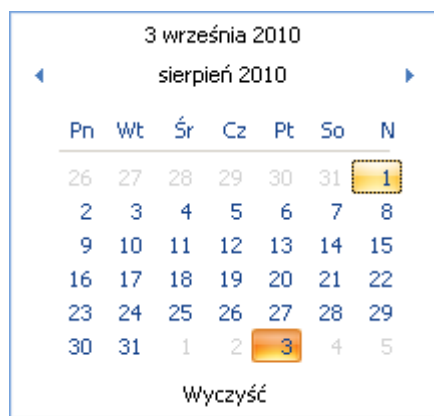 3 września 2010
sierpień 2010
Pn Wt Śr Cz Pt So N
26 27 28 29 30 31 1
2 3 4 5 6 7 8
9 10 11 12 13 14 15
16 17 18 19 20 21 22
23 24 25 26 27 28 29
30 31 1 2 3 4 5
Wyczyść